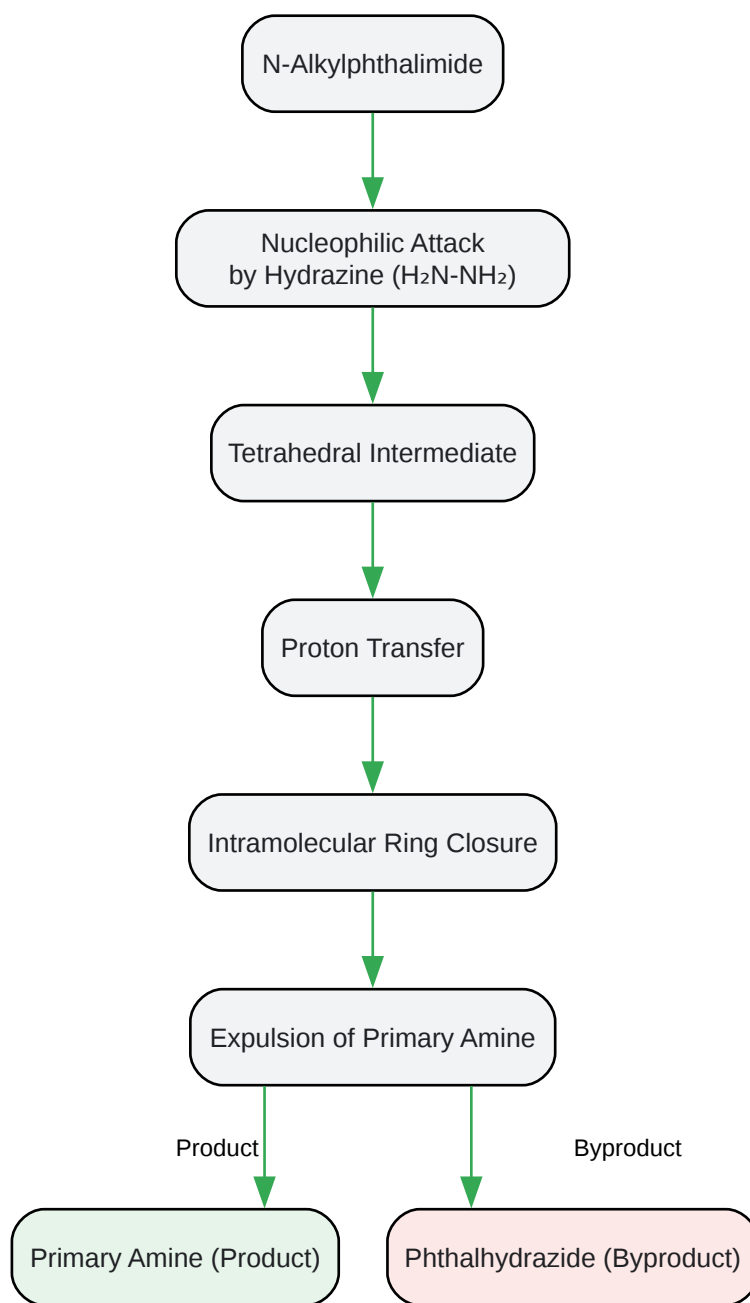 N-Alkylphthalimide
Nucleophilic Attack
by Hydrazine (H₂N-NH₂)
Tetrahedral Intermediate
Proton Transfer
Intramolecular Ring Closure
Expulsion of Primary Amine
Product
Byproduct
Primary Amine (Product)
Phthalhydrazide (Byproduct)